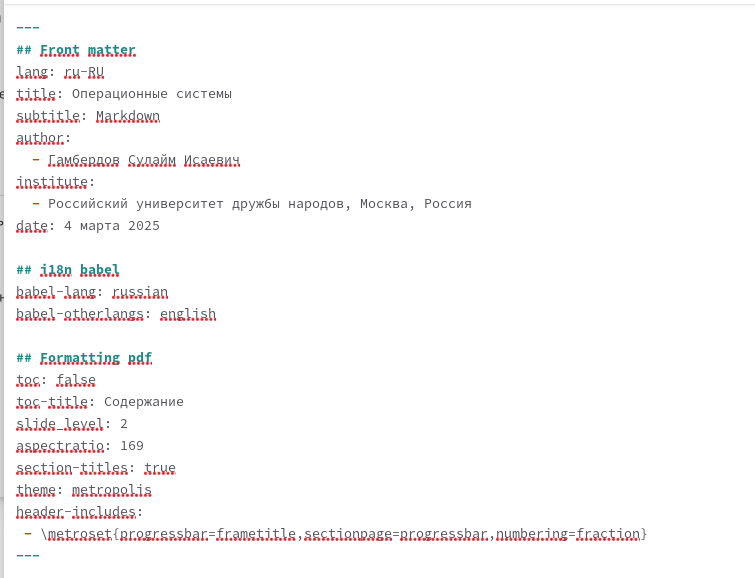 ---
## Front matter
lang: ru-RU
title: Операционные системы
subtitle: Markdown
author:
  - Гамбердов Сулайм Исаевич
institute:
  - Российский университет дружбы народов, Москва, Россия
date: 4 марта 2025

## i18n babel
babel-lang: russian
babel-otherlangs: english

## Formatting pdf
toc: false
toc-title: Содержание
slide_level: 2
aspectratio: 169
section-titles: true
theme: metropolis
header-includes:
 - \metroset{progressbar=frametitle,sectionpage=progressbar,numbering=fraction}
---